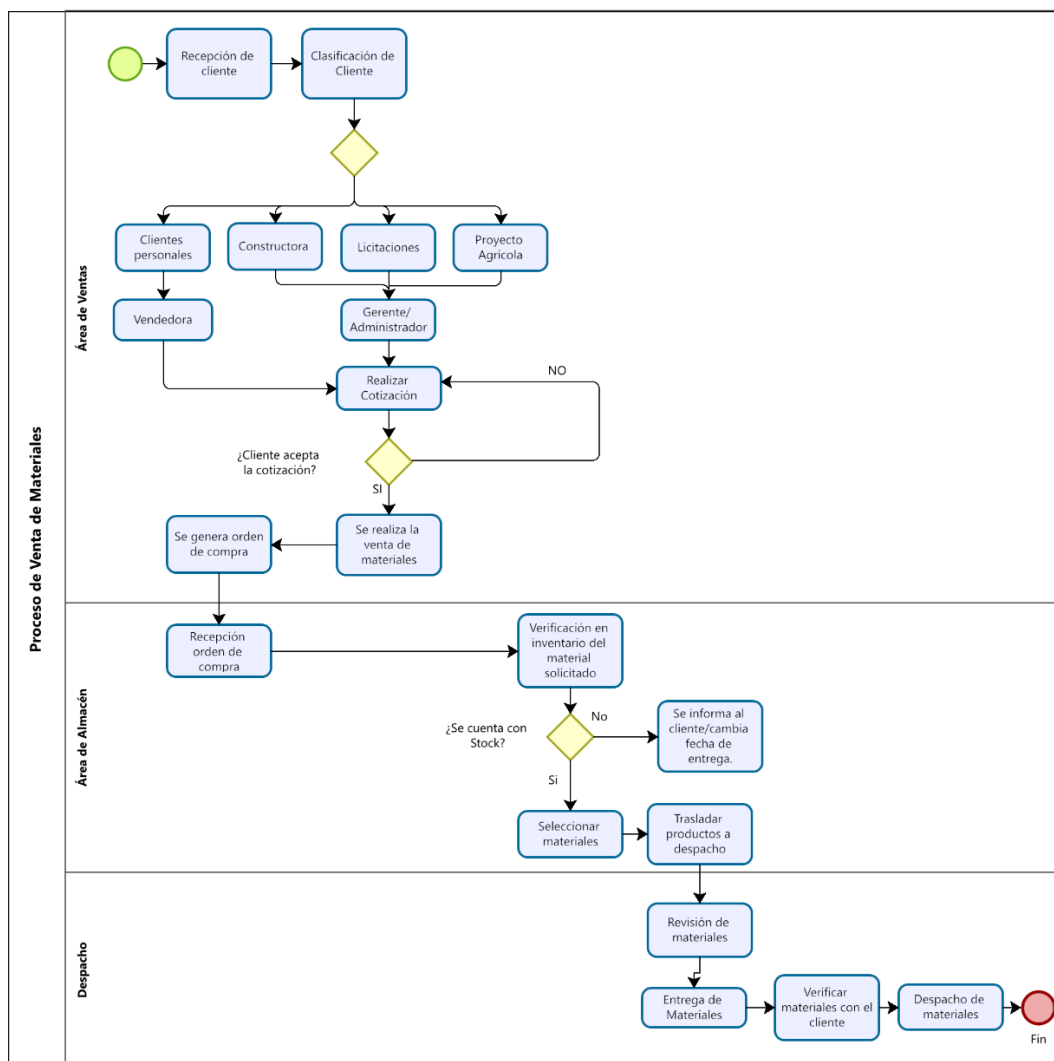 Proceso de Venta de Materiales
Área de Ventas
Recepción de
cliente
Clasificación de
Cliente
Clientes
personales
Constructora
Licitaciones
Proyecto
Agrícola
Vendedora
Gerente/
Administrador
Realizar
Cotización
NO
¿Cliente acepta
la cotización?
SI
Se realiza la
venta de
materiales
Se genera orden
de compra
Área de Almacén
Recepción
orden de
compra
Verificación en
inventario del
material
solicitado
¿Se cuenta con
Stock?
No
Se informa al
cliente/cambia
fecha de
entrega.
Si
Seleccionar
materiales
Trasladar
productos a
despacho
Despacho
Revisión de
materiales
Entrega de
Materiales
Verificar
materiales con el
cliente
Despacho de
materiales
Fin